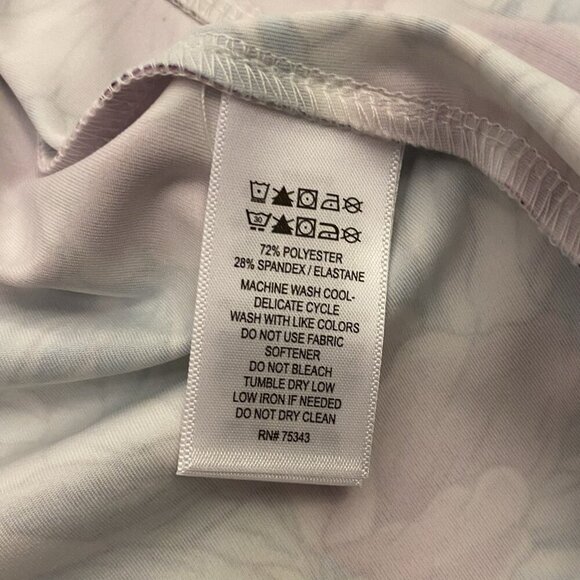 30
72% POLYESTER
28% SPANDEX / ELASTANE
MACHINE WASH COOL-
DELICATE CYCLE
WASH WITH LIKE COLORS
DO NOT USE FABRIC
SOFTENER
DO NOT BLEACH
TUMBLE DRY LOW
LOW IRON IF NEEDED
DO NOT DRY CLEAN
RN# 75343